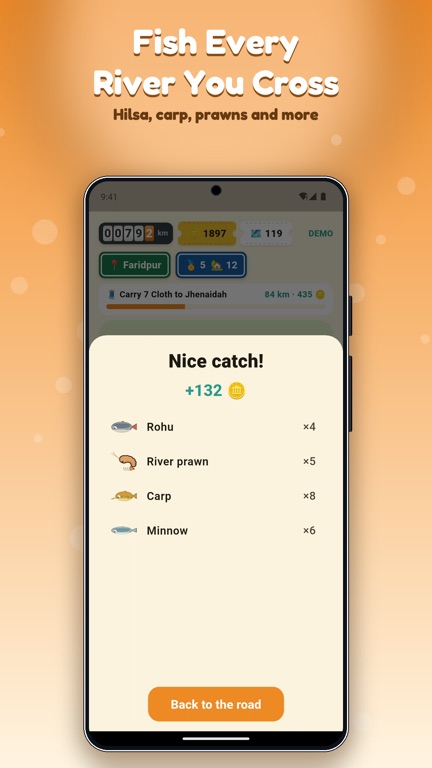 Fish Every
River You Cross
Hilsa, carp, prawns and more
9:41
00792 km
1897
119
DEMO
Faridpur
5 12
Carry 7 Cloth to Jhenaidah 84 km · 435
Nice catch!
+132
Rohu ×4
River prawn ×5
Carp ×8
Minnow ×6
Back to the road